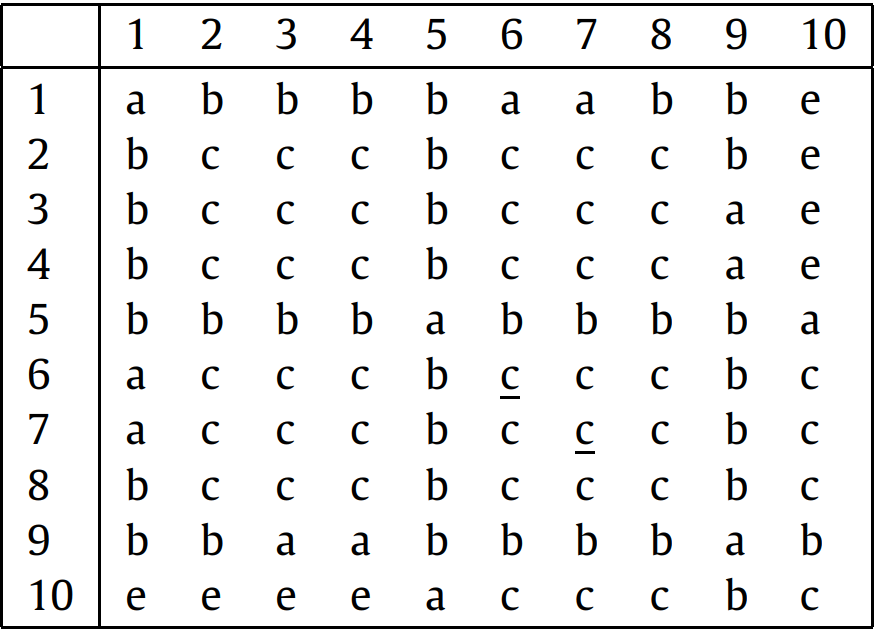 1 2 3 4 5 6 7 8 9 10
1 a b b b b a a b b e
2 b c c c b c c c b e
3 b c c c b c c c a e
4 b c c c b c c c a e
5 b b b b a b b b b a
6 a c c c b c c c b c
7 a c c c b c c c b c
8 b c c c b c c c b c
9 b b a a b b b b a b
10 e e e e a c c c b c